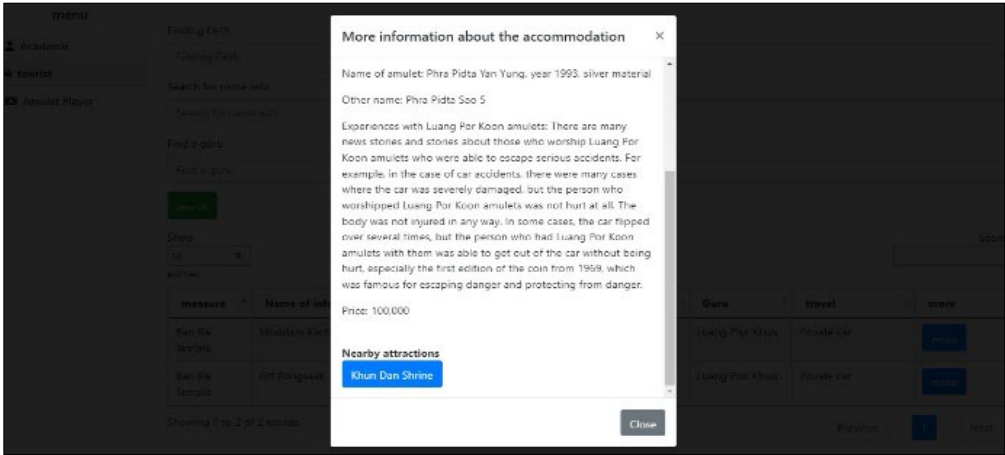 menu
Academic
tourist
Amulet Player
Finding Faith
Finding Faith
Search for name info
Search for name info
Find a guru
Find a guru
search
Show
10
entries
measure
Name of
Guru
travel
more
Ban Rai
Temple
Private car
more
Ban Rai
Temple
Private car
more
Showing 1 to 2 of 2 entries
Previous
1
Next
More information about the accommodation
×
Name of amulet: Phra Pidta Yan Yung, year 1993, silver material
Other name: Phra Pidta Sao 5
Experiences with Luang Por Koon amulets: There are many
news stories and stories about those who worship Luang Por
Koon amulets who were able to escape serious accidents. For
example, in the case of car accidents, there were many cases
where the car was severely damaged, but the person who
worshipped Luang Por Koon amulets was not hurt at all. The
body was not injured in any way. In some cases, the car flipped
over several times, but the person who had Luang Por Koon
amulets with them was able to get out of the car without being
hurt, especially the first edition of the coin from 1969, which
was famous for escaping danger and protecting from danger.
Price: 100,000
Nearby attractions
Khun Dan Shrine
Close